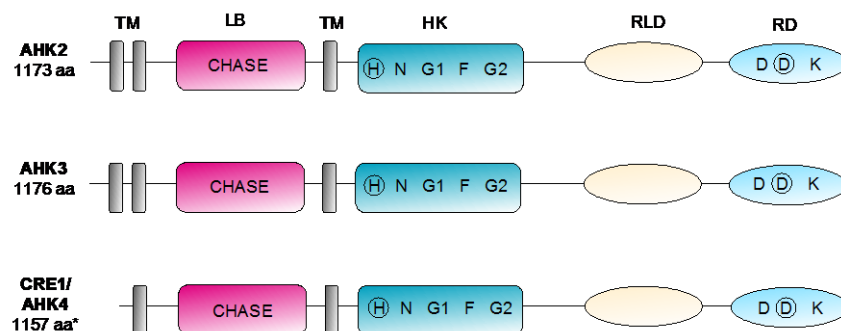 TM LB TM HK RLD RD
AHK2
1173 aa
CHASE
H N G1 F G2
D D K
AHK3
1176 aa
CHASE
H N G1 F G2
D D K
CRE1/
AHK4
1157 aa*
CHASE
H N G1 F G2
D D K